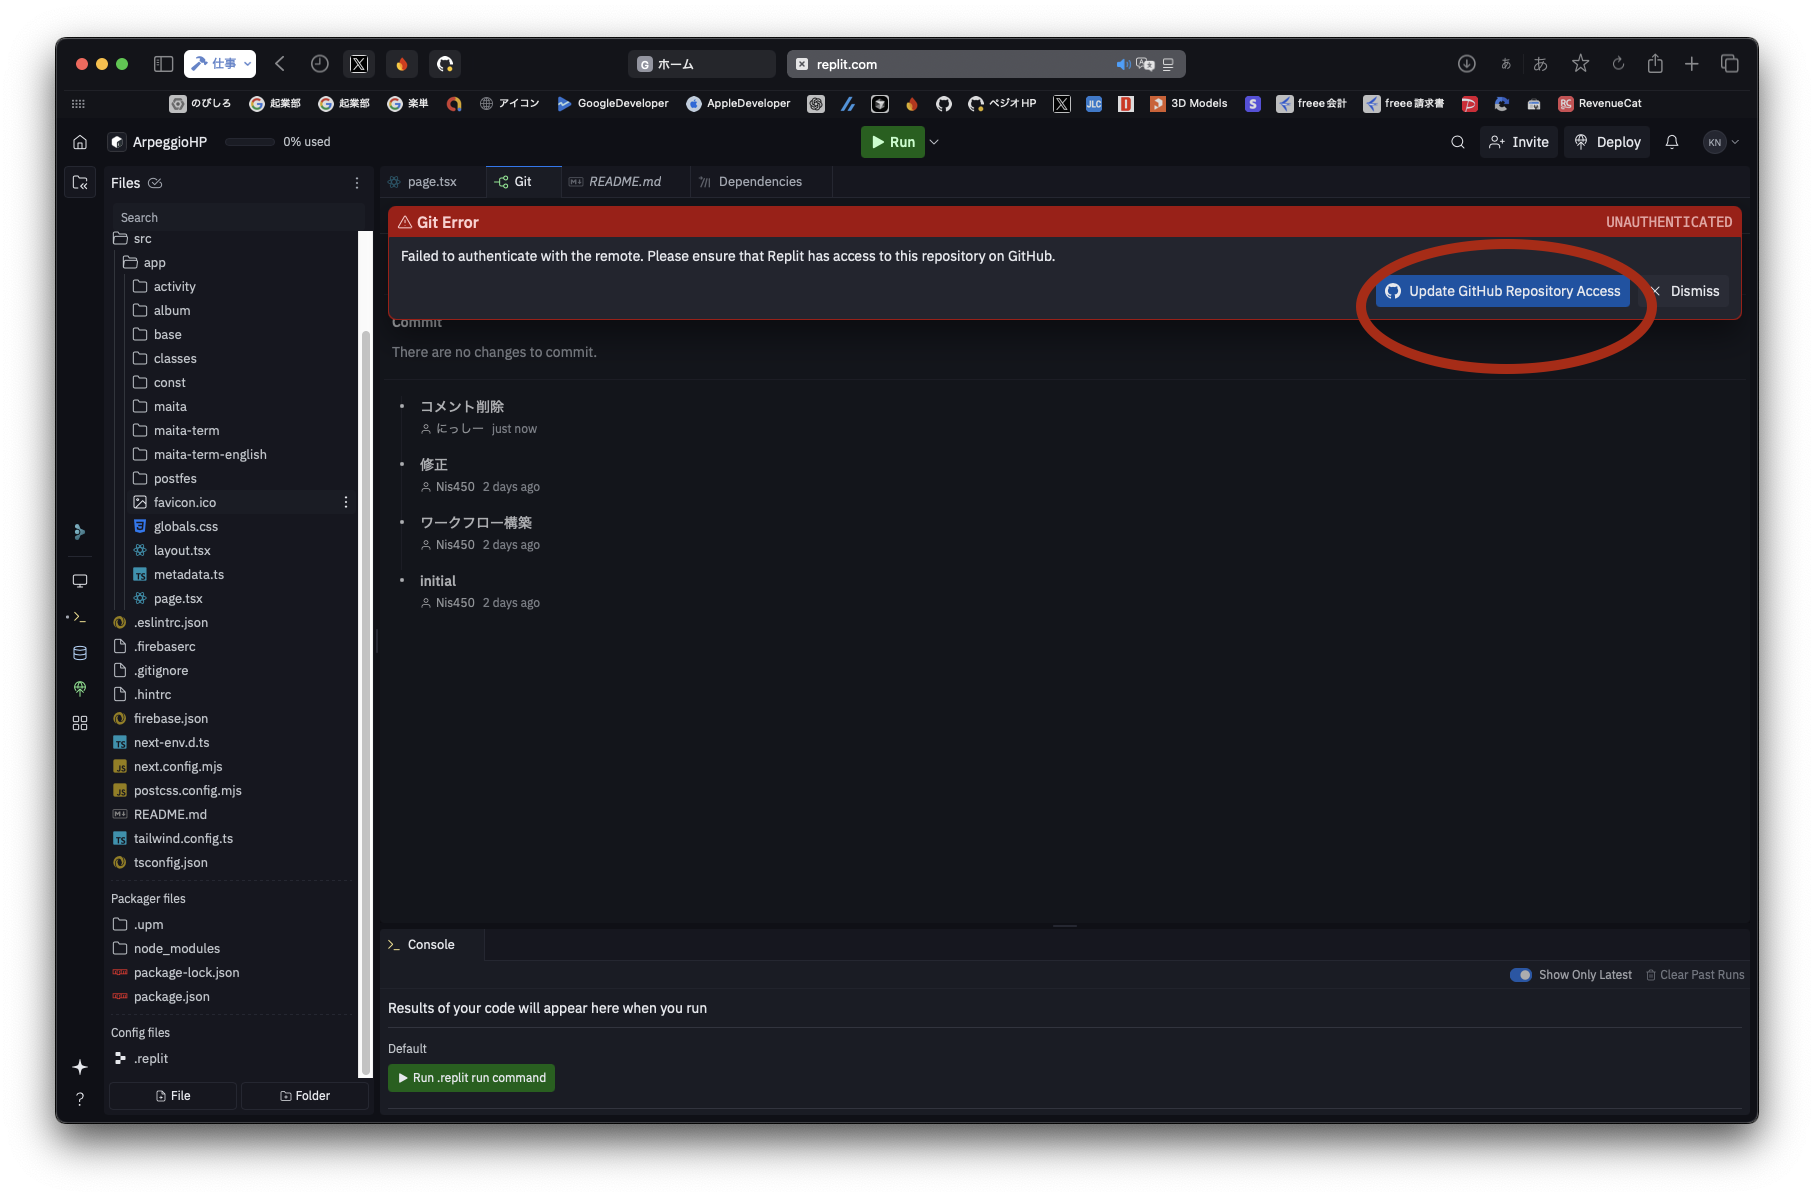 仕事
ホーム
replit.com
あ
あ
のびしろ
起業部
起業部
楽単
アイコン
GoogleDeveloper
AppleDeveloper
ペジオHP
JLC
3D Models
S
freee会計
freee請求書
RevenueCat
ArpeggioHP
0% used
Run
Invite
Deploy
KN
Files
page.tsx
Git
README.md
Dependencies
Search
Git Error
UNAUTHENTICATED
Failed to authenticate with the remote. Please ensure that Replit has access to this repository on GitHub.
Update GitHub Repository Access
Dismiss
Commit
There are no changes to commit.
コメント削除
にっしー just now
修正
Nis450 2 days ago
ワークフロー構築
Nis450 2 days ago
initial
Nis450 2 days ago
src
app
activity
album
base
classes
const
maita
maita-term
maita-term-english
postfes
favicon.ico
globals.css
layout.tsx
metadata.ts
page.tsx
.eslintrc.json
.firebaserc
.gitignore
.hintrc
firebase.json
next-env.d.ts
next.config.mjs
postcss.config.mjs
README.md
tailwind.config.ts
tsconfig.json
Packager files
.upm
node_modules
package-lock.json
package.json
Config files
.replit
File
Folder
Console
Show Only Latest
Clear Past Runs
Results of your code will appear here when you run
Default
Run .replit run command